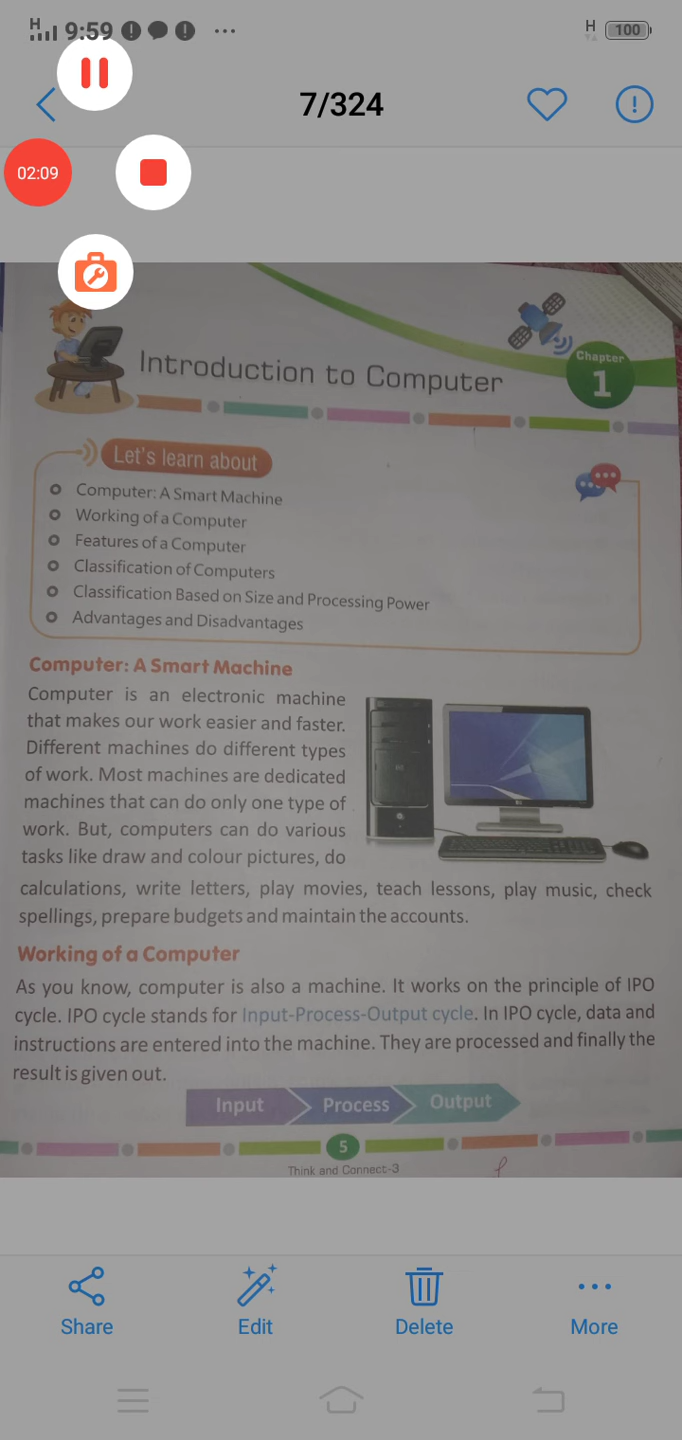 H 9:59 H 100
7/324
02:09
Introduction to Computer
Chapter
1
Let's learn about
Computer: A Smart Machine
Working of a Computer
Features of a Computer
Classification of Computers
Classification Based on Size and Processing Power
Advantages and Disadvantages
Computer: A Smart Machine
Computer is an electronic machine
that makes our work easier and faster.
Different machines do different types
of work. Most machines are dedicated
machines that can do only one type of
work. But, computers can do various
tasks like draw and colour pictures, do
calculations, write letters, play movies, teach lessons, play music, check
spellings, prepare budgets and maintain the accounts.
Working of a Computer
As you know, computer is also a machine. It works on the principle of IPO
cycle. IPO cycle stands for Input-Process-Output cycle. In IPO cycle, data and
instructions are entered into the machine. They are processed and finally the
result is given out.
Input Process Output
5
Think and Connect-3
Share Edit Delete More